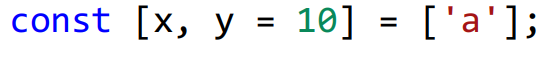 const [x, y = 10] = ['a'];